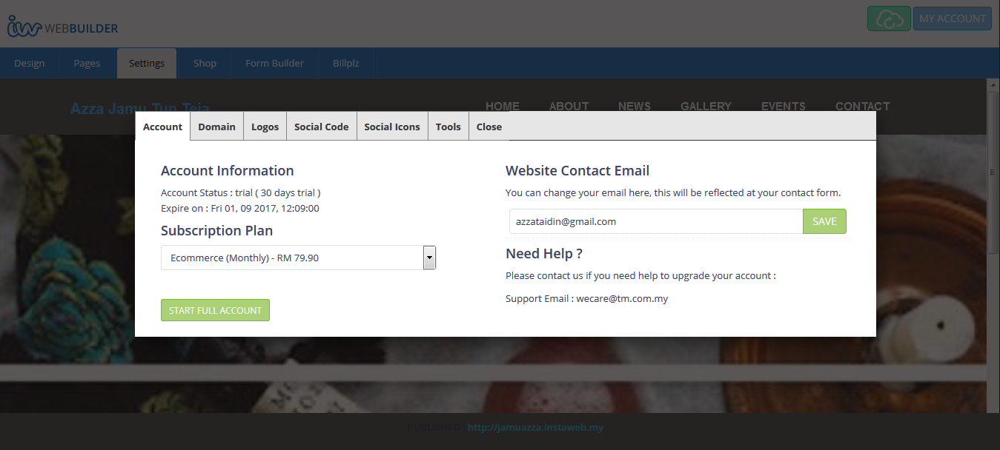 iw WEBBUILDER
MY ACCOUNT
Design Pages Settings Shop Form Builder Billplz
Azza Jamu Tun Teja
HOME ABOUT NEWS GALLERY EVENTS CONTACT
Account Domain Logos Social Code Social Icons Tools Close
Account Information
Account Status : trial ( 30 days trial )
Expire on : Fri 01, 09 2017, 12:09:00
Subscription Plan
Ecommerce (Monthly) - RM 79.90
START FULL ACCOUNT
Website Contact Email
You can change your email here, this will be reflected at your contact form.
azzataidin@gmail.com SAVE
Need Help ?
Please contact us if you need help to upgrade your account :
Support Email : wecare@tm.com.my
PUBLISHED : http://jamuazza.instaweb.my